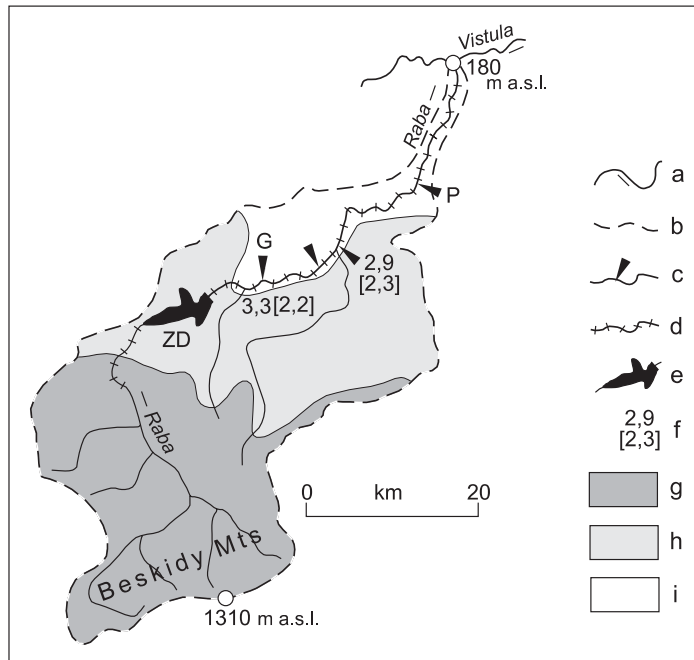 Vistula
180
m a.s.l.
Raba
P
G
2,9
[2,3]
3,3[2,2]
ZD
Raba
0 km 20
Beskidy Mts
1310 m a.s.l.
a
b
c
d
e
2,9
[2,3]
f
g
h
i